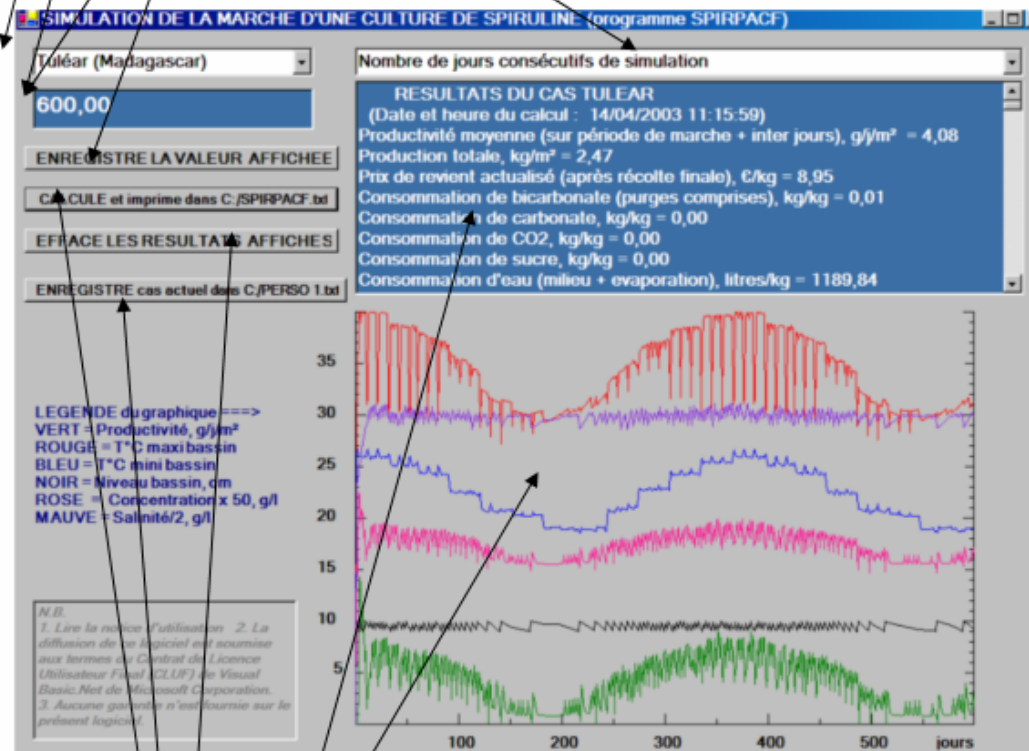 SIMULATION DE LA MARCHE D'UNE CULTURE DE SPIRULINE (programme SPIRPACF)
Tuléar (Madagascar)
600,00
ENREGISTRE LA VALEUR AFFICHEE
CALCULE et imprime dans C:/SPIRPACF.txt
EFFACE LES RESULTATS AFFICHES
ENREGISTRE cas actuel dans C:/PERSO 1.txt
Nombre de jours consécutifs de simulation
RESULTATS DU CAS TULEAR
(Date et heure du calcul : 14/04/2003 11:15:59)
Productivité moyenne (sur période de marche + inter jours), g/j/m² = 4,08
Production totale, kg/m² = 2,47
Prix de revient actualisé (après récolte finale), €/kg = 8,95
Consommation de bicarbonate (purges comprises), kg/kg = 0,01
Consommation de carbonate, kg/kg = 0,00
Consommation de CO2, kg/kg = 0,00
Consommation de sucre, kg/kg = 0,00
Consommation d'eau (milieu + evaporation), litres/kg = 1189,84
LEGENDE du graphique ===>
VERT = Productivité, g/j/m²
ROUGE = T°C maxi bassin
BLEU = T°C mini bassin
NOIR = Niveau bassin, cm
ROSE = Concentration x 50, g/l
MAUVE = Salinité/2, g/l
N.B.
1. Lire la notice d'utilisation 2. La
diffusion de ce logiciel est soumise
aux termes du Contrat de Licence
Utilisateur Final (CLUF) de Visual
Basic.Net de Microsoft Corporation.
3. Aucune garantie n'est fournie sur le
présent logiciel.
35
30
25
20
15
10
5
100 200 300 400 500 jours